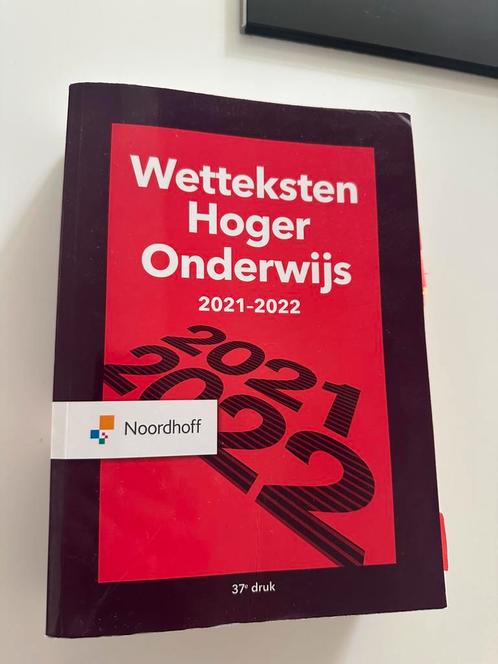 Wetteksten
Hoger
Onderwijs
2021-2022
2021
2022
Noordhoff
37e druk